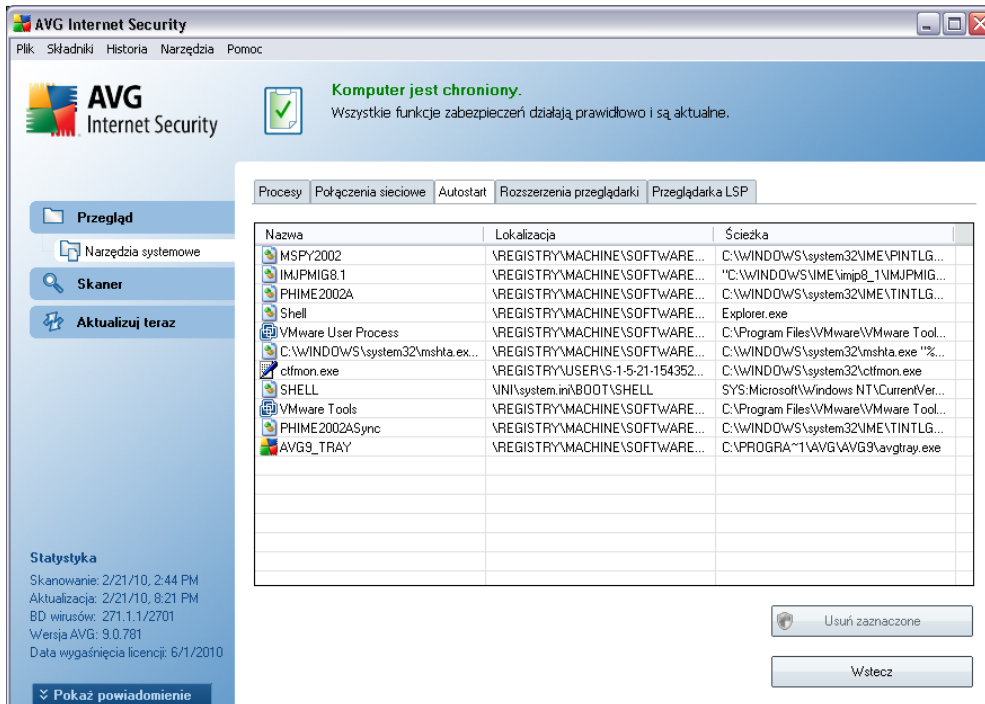 AVG Internet Security
Plik Składniki Historia Narzędzia Pomoc
AVG
Internet Security
Komputer jest chroniony.
Wszystkie funkcje zabezpieczeń działają prawidłowo i są aktualne.
Przegląd
Narzędzia systemowe
Skaner
Aktualizuj teraz
Procesy Połączenia sieciowe Autostart Rozszerzenia przeglądarki Przeglądarka LSP
Nazwa Lokalizacja Ścieżka
MSPY2002 \REGISTRY\MACHINE\SOFTWARE... C:\WINDOWS\system32\IME\PINTLG...
IMJPMIG8.1 \REGISTRY\MACHINE\SOFTWARE... "C:\WINDOWS\IME\imjp8_1\IMJPMIG...
PHIME2002A \REGISTRY\MACHINE\SOFTWARE... C:\WINDOWS\system32\IME\TINTLG...
Shell \REGISTRY\MACHINE\SOFTWARE... Explorer.exe
VMware User Process \REGISTRY\MACHINE\SOFTWARE... C:\Program Files\VMware\VMware Tool...
C:\WINDOWS\system32\mshta.ex... \REGISTRY\MACHINE\SOFTWARE... C:\WINDOWS\system32\mshta.exe "%...
ctfmon.exe \REGISTRY\USER\S-1-5-21-154352... C:\WINDOWS\system32\ctfmon.exe
SHELL \INI\system.ini\BOOT\SHELL SYS:Microsoft\Windows NT\CurrentVer...
VMware Tools \REGISTRY\MACHINE\SOFTWARE... C:\Program Files\VMware\VMware Tool...
PHIME2002ASync \REGISTRY\MACHINE\SOFTWARE... C:\WINDOWS\system32\IME\TINTLG...
AVG9_TRAY \REGISTRY\MACHINE\SOFTWARE... C:\PROGRA~1\AVG\AVG9\avgtray.exe
Statystyka
Skanowanie: 2/21/10, 2:44 PM
Aktualizacja: 2/21/10, 8:21 PM
BD wirusów: 271.1.1/2701
Wersja AVG: 9.0.781
Data wygaśnięcia licencji: 6/1/2010
Pokaż powiadomienie
Usuń zaznaczone
Wstecz